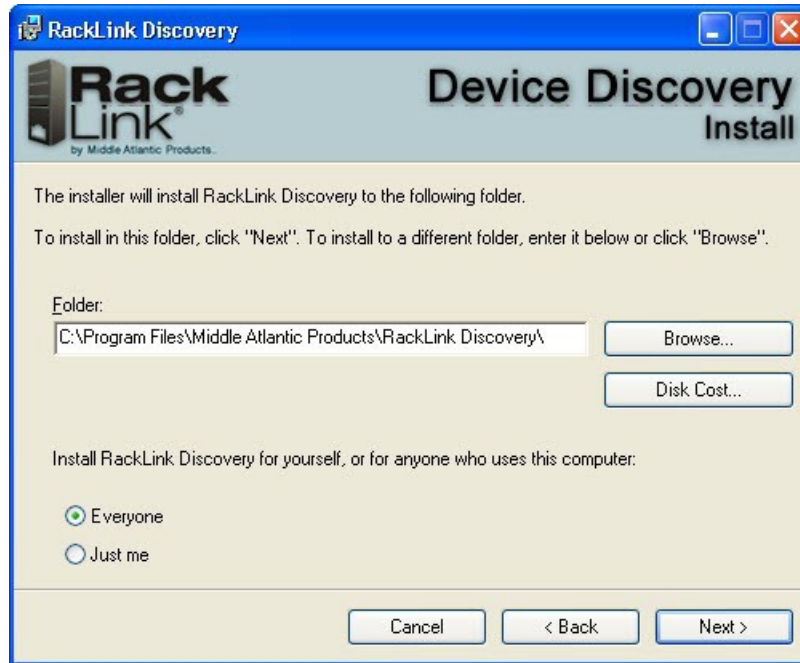 RackLink Discovery
Rack
Link®
by Middle Atlantic Products.
Device Discovery
Install
The installer will install RackLink Discovery to the following folder.
To install in this folder, click "Next". To install to a different folder, enter it below or click "Browse".
Folder:
C:\Program Files\Middle Atlantic Products\RackLink Discovery\
Browse...
Disk Cost...
Install RackLink Discovery for yourself, or for anyone who uses this computer:
Everyone
Just me
Cancel
< Back
Next >